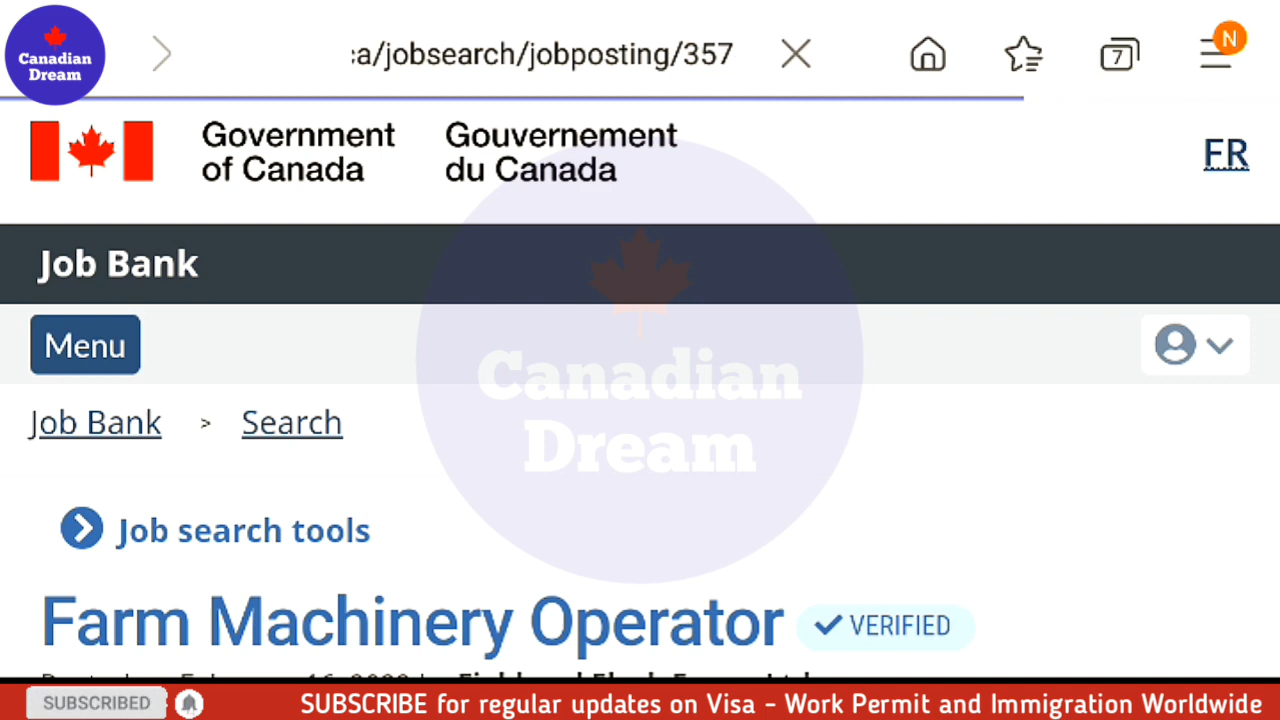 Canadian
Dream
:a/jobsearch/jobposting/357
7
N
Government
of Canada
Gouvernement
du Canada
FR
Job Bank
Menu
Canadian
Dream
Job Bank > Search
Job search tools
Farm Machinery Operator VERIFIED
SUBSCRIBED
SUBSCRIBE for regular updates on Visa - Work Permit and Immigration Worldwide